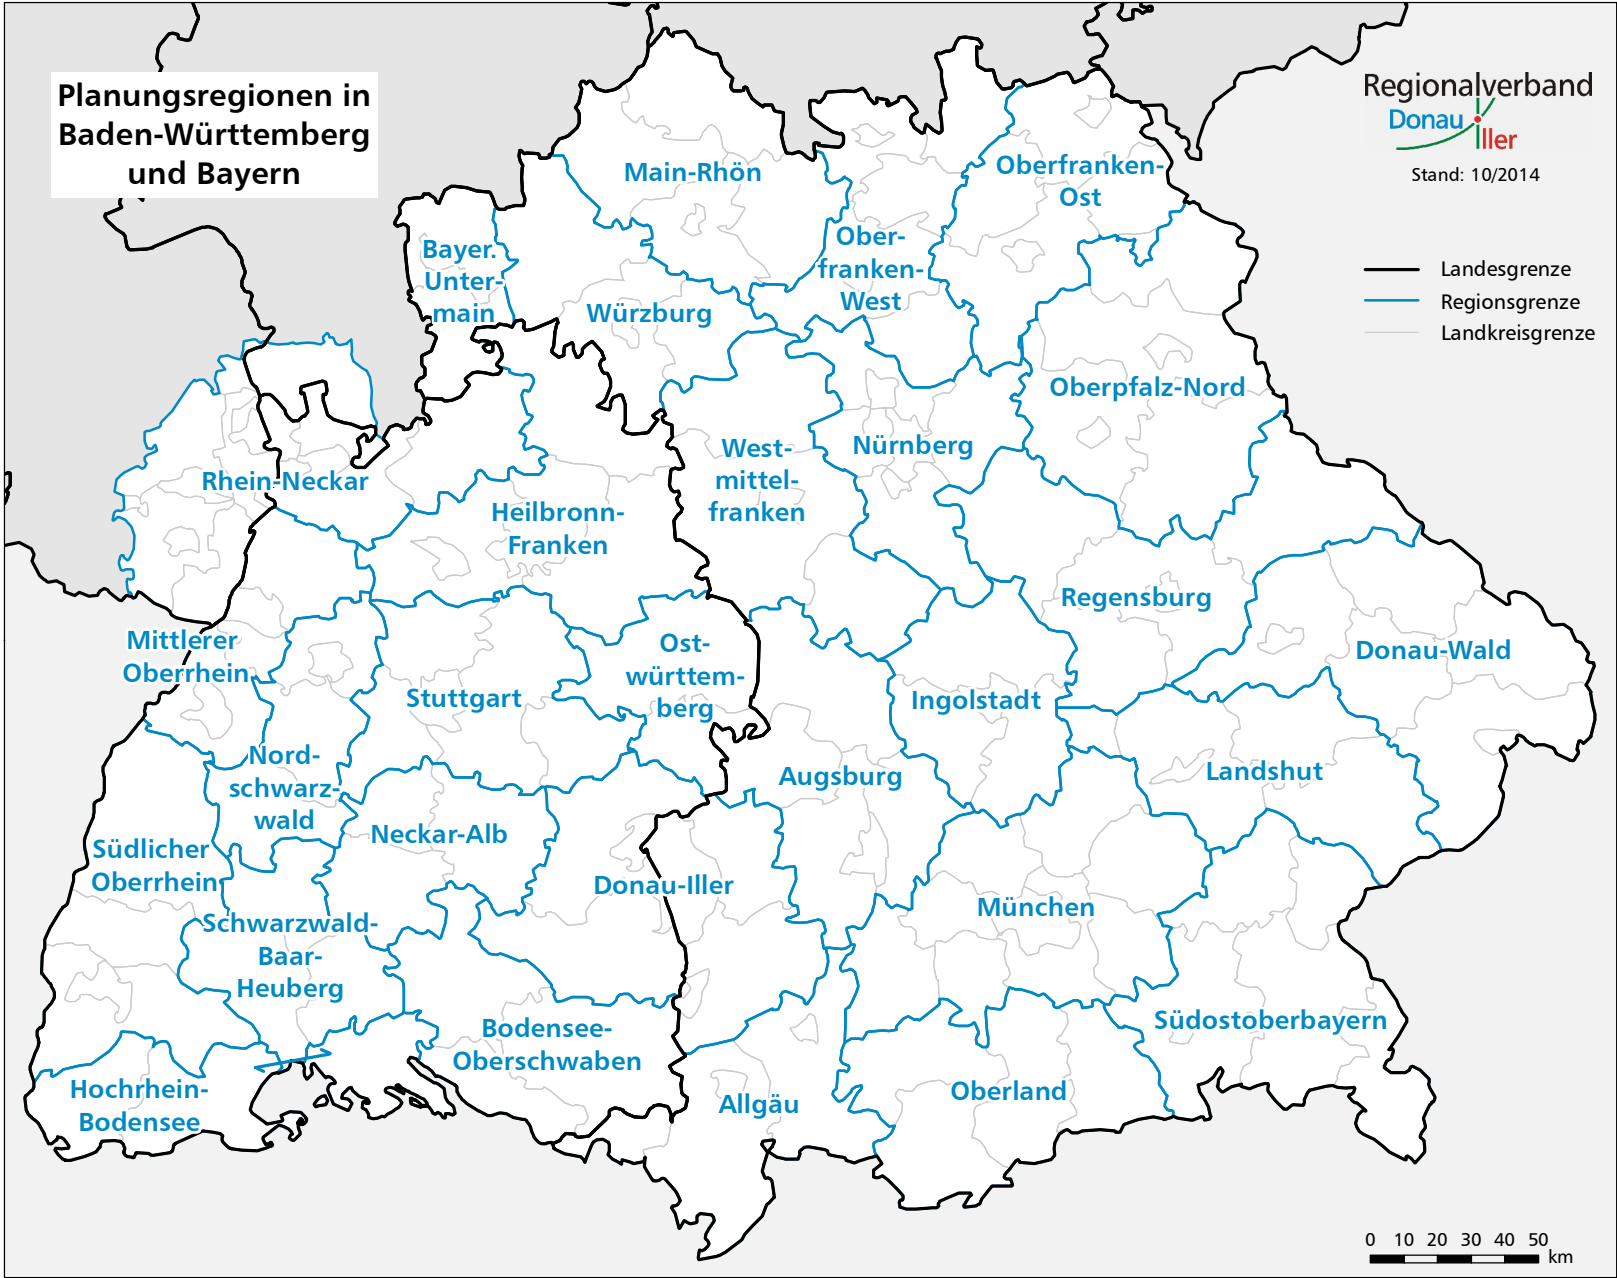 Planungsregionen in
Baden-Württemberg
und Bayern
Regionalverband
Donau
Iller
Stand: 10/2014
Landesgrenze
Regionsgrenze
Landkreisgrenze
Main-Rhön
Oberfranken-
Ost
Bayer.
Unter-
main
Ober-
franken-
West
Würzburg
Oberpfalz-Nord
Rhein-Neckar
West-
mittel-
franken
Nürnberg
Heilbronn-
Franken
Regensburg
Mittlerer
Oberrhein
Ost-
württem-
berg
Donau-Wald
Stuttgart
Ingolstadt
Nord-
schwarz-
wald
Augsburg
Landshut
Neckar-Alb
Südlicher
Oberrhein
Donau-Iller
München
Schwarzwald-
Baar-
Heuberg
Bodensee-
Oberschwaben
Südostoberbayern
Hochrhein-
Bodensee
Allgäu
Oberland
0 10 20 30 40 50
km